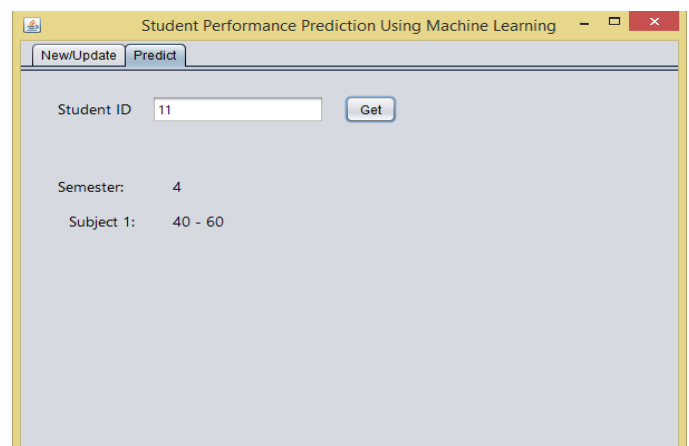 Student Performance Prediction Using Machine Learning
New/Update Predict
Student ID 11 Get
Semester: 4
Subject 1: 40 - 60